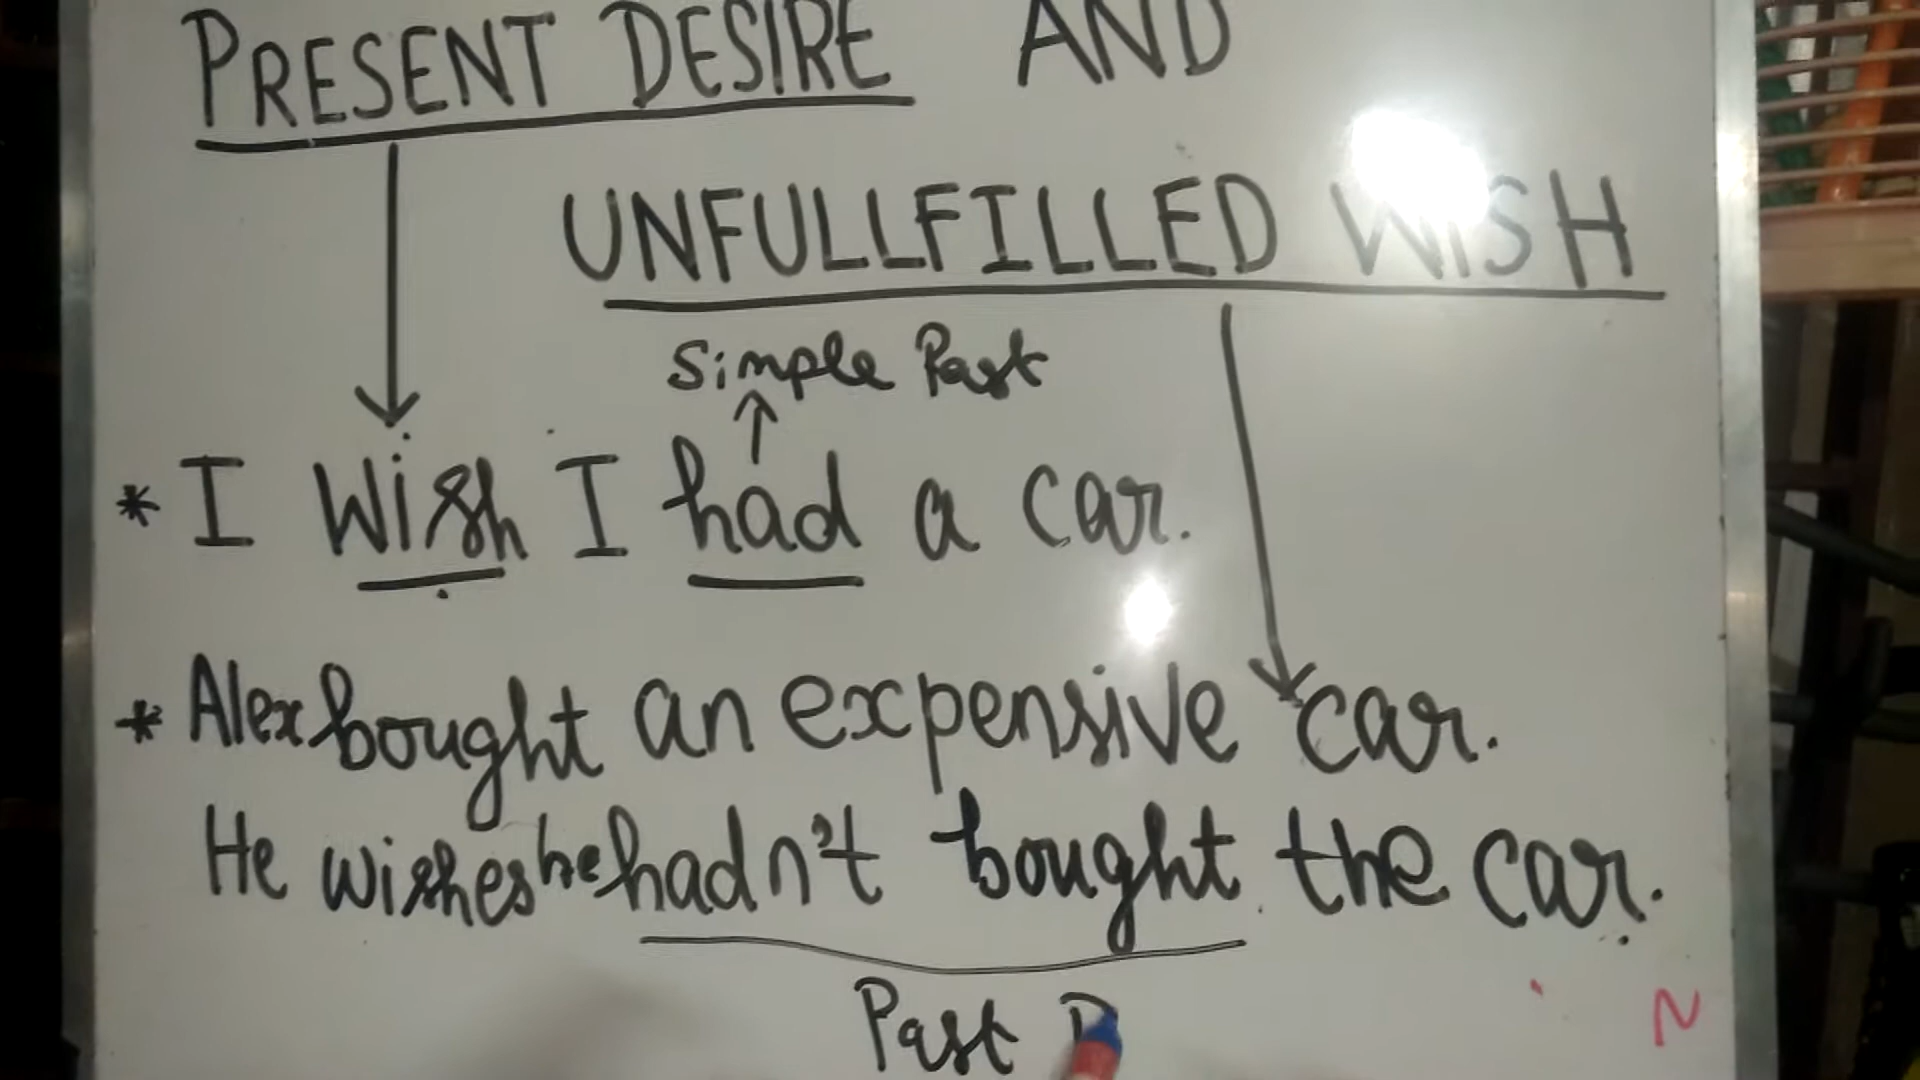 PRESENT DESIRE AND
UNFULLFILLED WISH
Simple Past
* I Wish I had a car.
* Alex bought an expensive car.
He wishes he hadn't bought the car.
Past P
N